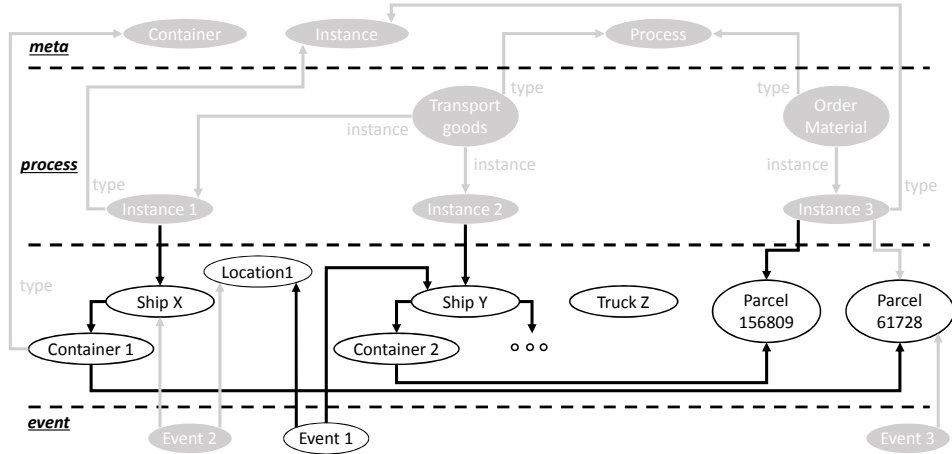 Container
Instance
Process
meta
Transport
goods
type
type
Order
Material
instance
process
instance
instance
type
type
Instance 1
Instance 2
Instance 3
type
Location1
Ship X
Ship Y
Truck Z
Parcel
156809
Parcel
61728
Container 1
Container 2
event
Event 2
Event 1
Event 3